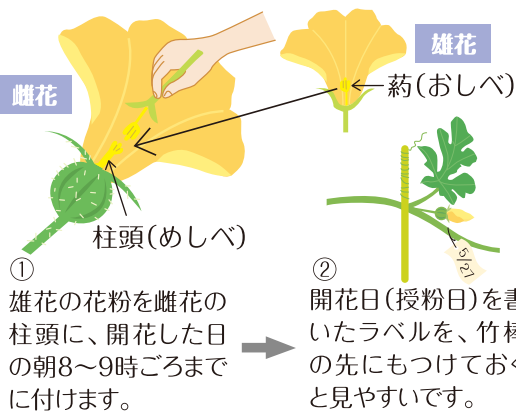 雌花
雄花
葯(おしべ)
柱頭(めしべ)
5/27
①
雄花の花粉を雌花の
柱頭に、開花した日
の朝8〜9時ごろまで
に付けます。
②
開花日(授粉日)を書
いたラベルを、竹棒
の先にもつけておく
と見やすいです。